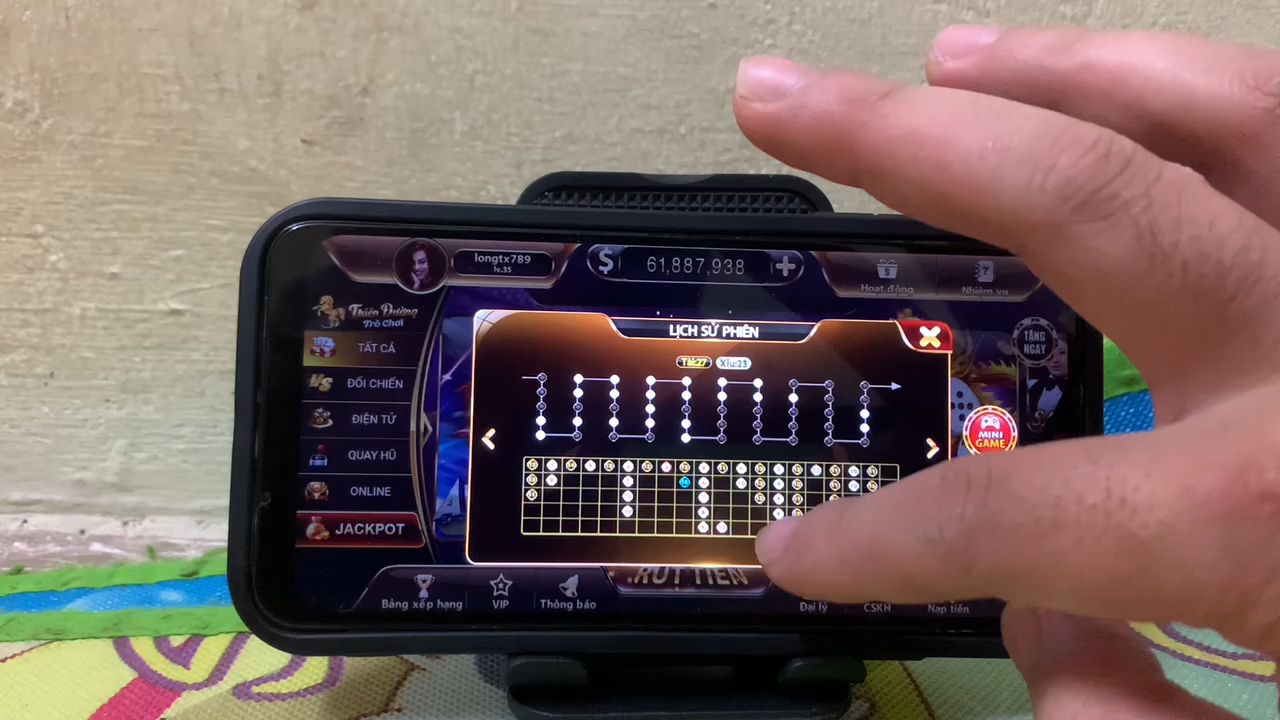 longtx789
lv.35
$ 61,887,938 +
Hoạt động
Nhiệm vụ
Thiên Đường
Trò Chơi
TẤT CẢ
VS ĐỐI CHIẾN
ĐIỆN TỬ
QUAY HŨ
ONLINE
JACKPOT
LỊCH SỬ PHIÊN
Tài:27 Xỉu:23
TẶNG
NGAY
MINI
GAME
RÚT TIỀN
Bảng xếp hạng
VIP
Thông báo
Đại lý
CSKH
Nạp tiền